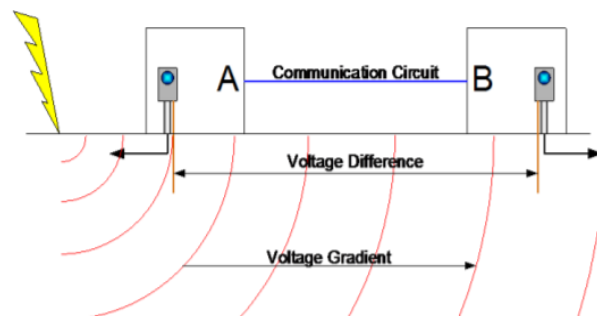 A
Communication Circuit
B
Voltage Difference
Voltage Gradient